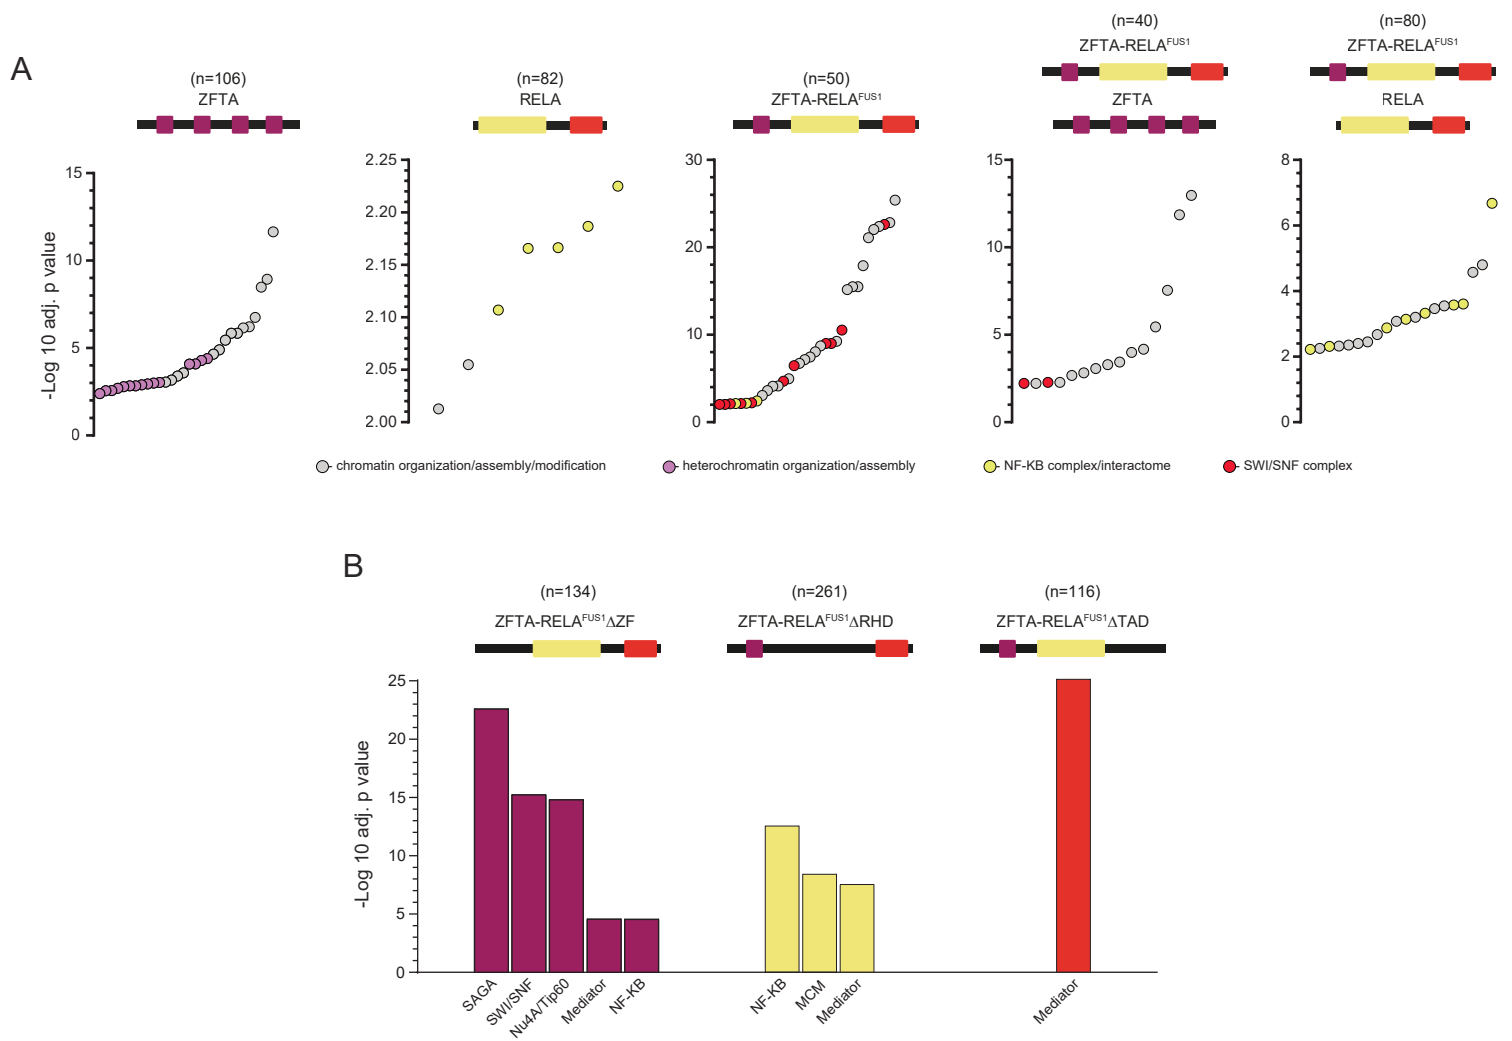 A
(n=106)
ZFTA
(n=82)
RELA
(n=50)
ZFTA-RELAFUS1
(n=40)
ZFTA-RELAFUS1
ZFTA
(n=80)
ZFTA-RELAFUS1
RELA
-Log 10 adj. p value
15
10
5
0
2.25
2.20
2.15
2.10
2.05
2.00
30
20
10
0
15
10
5
0
8
6
4
2
0
chromatin organization/assembly/modification
heterochromatin organization/assembly
NF-KB complex/interactome
SWI/SNF complex
B
(n=134)
ZFTA-RELAFUS1ΔZF
(n=261)
ZFTA-RELAFUS1ΔRHD
(n=116)
ZFTA-RELAFUS1ΔTAD
-Log 10 adj. p value
25
20
15
10
5
0
SAGA
SWI/SNF
Nu4A/Tip60
Mediator
NF-KB
NF-KB
MCM
Mediator
Mediator